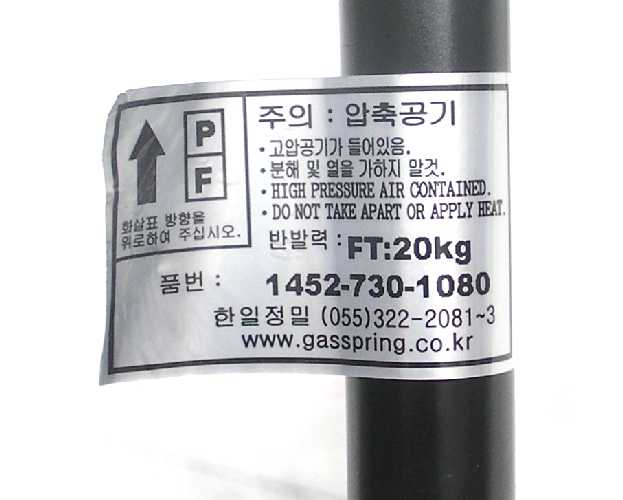 P
F
화살표 방향을
위로하여 주십시오.
주의 : 압축공기
·고압공기가 들어있음.
·분해 및 열을 가하지 말것.
·HIGH PRESSURE AIR CONTAINED.
·DO NOT TAKE APART OR APPLY HEAT.
반발력 : FT:20kg
품번 : 1452-730-1080
한일정밀 (055)322-2081~3
www.gasspring.co.kr